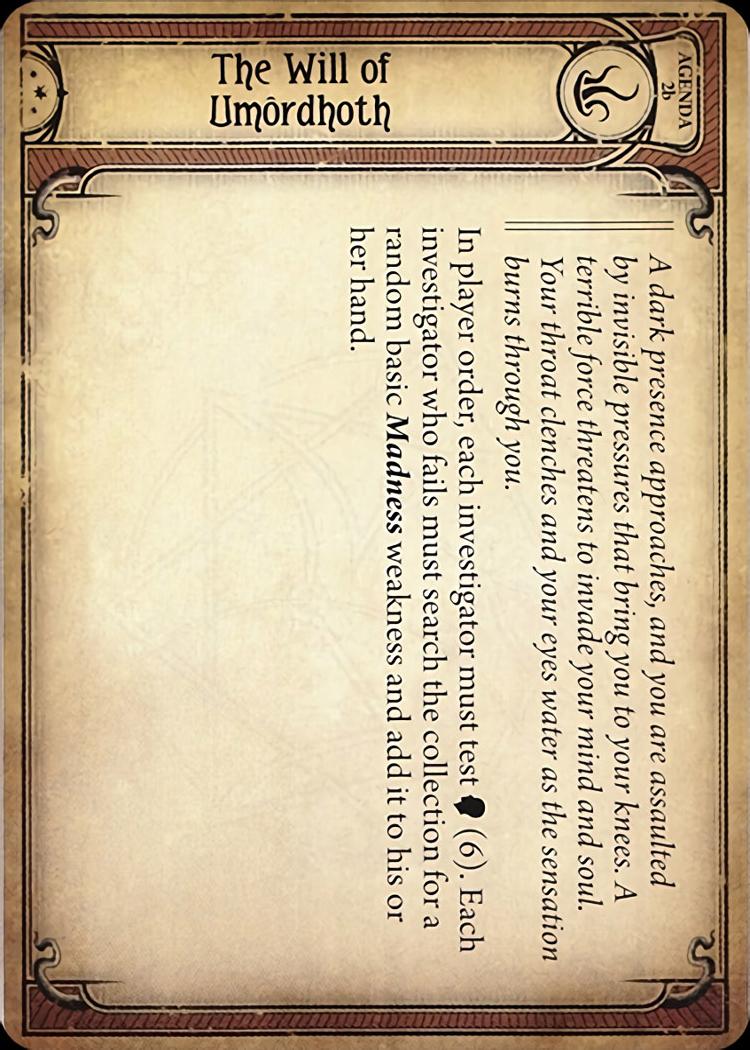 AGENDA
2b
The Will of
Umôrdhoth
A dark presence approaches, and you are assaulted
by invisible pressures that bring you to your knees. A
terrible force threatens to invade your mind and soul.
Your throat clenches and your eyes water as the sensation
burns through you.
In player order, each investigator must test (6). Each
investigator who fails must search the collection for a
random basic Madness weakness and add it to his or
her hand.